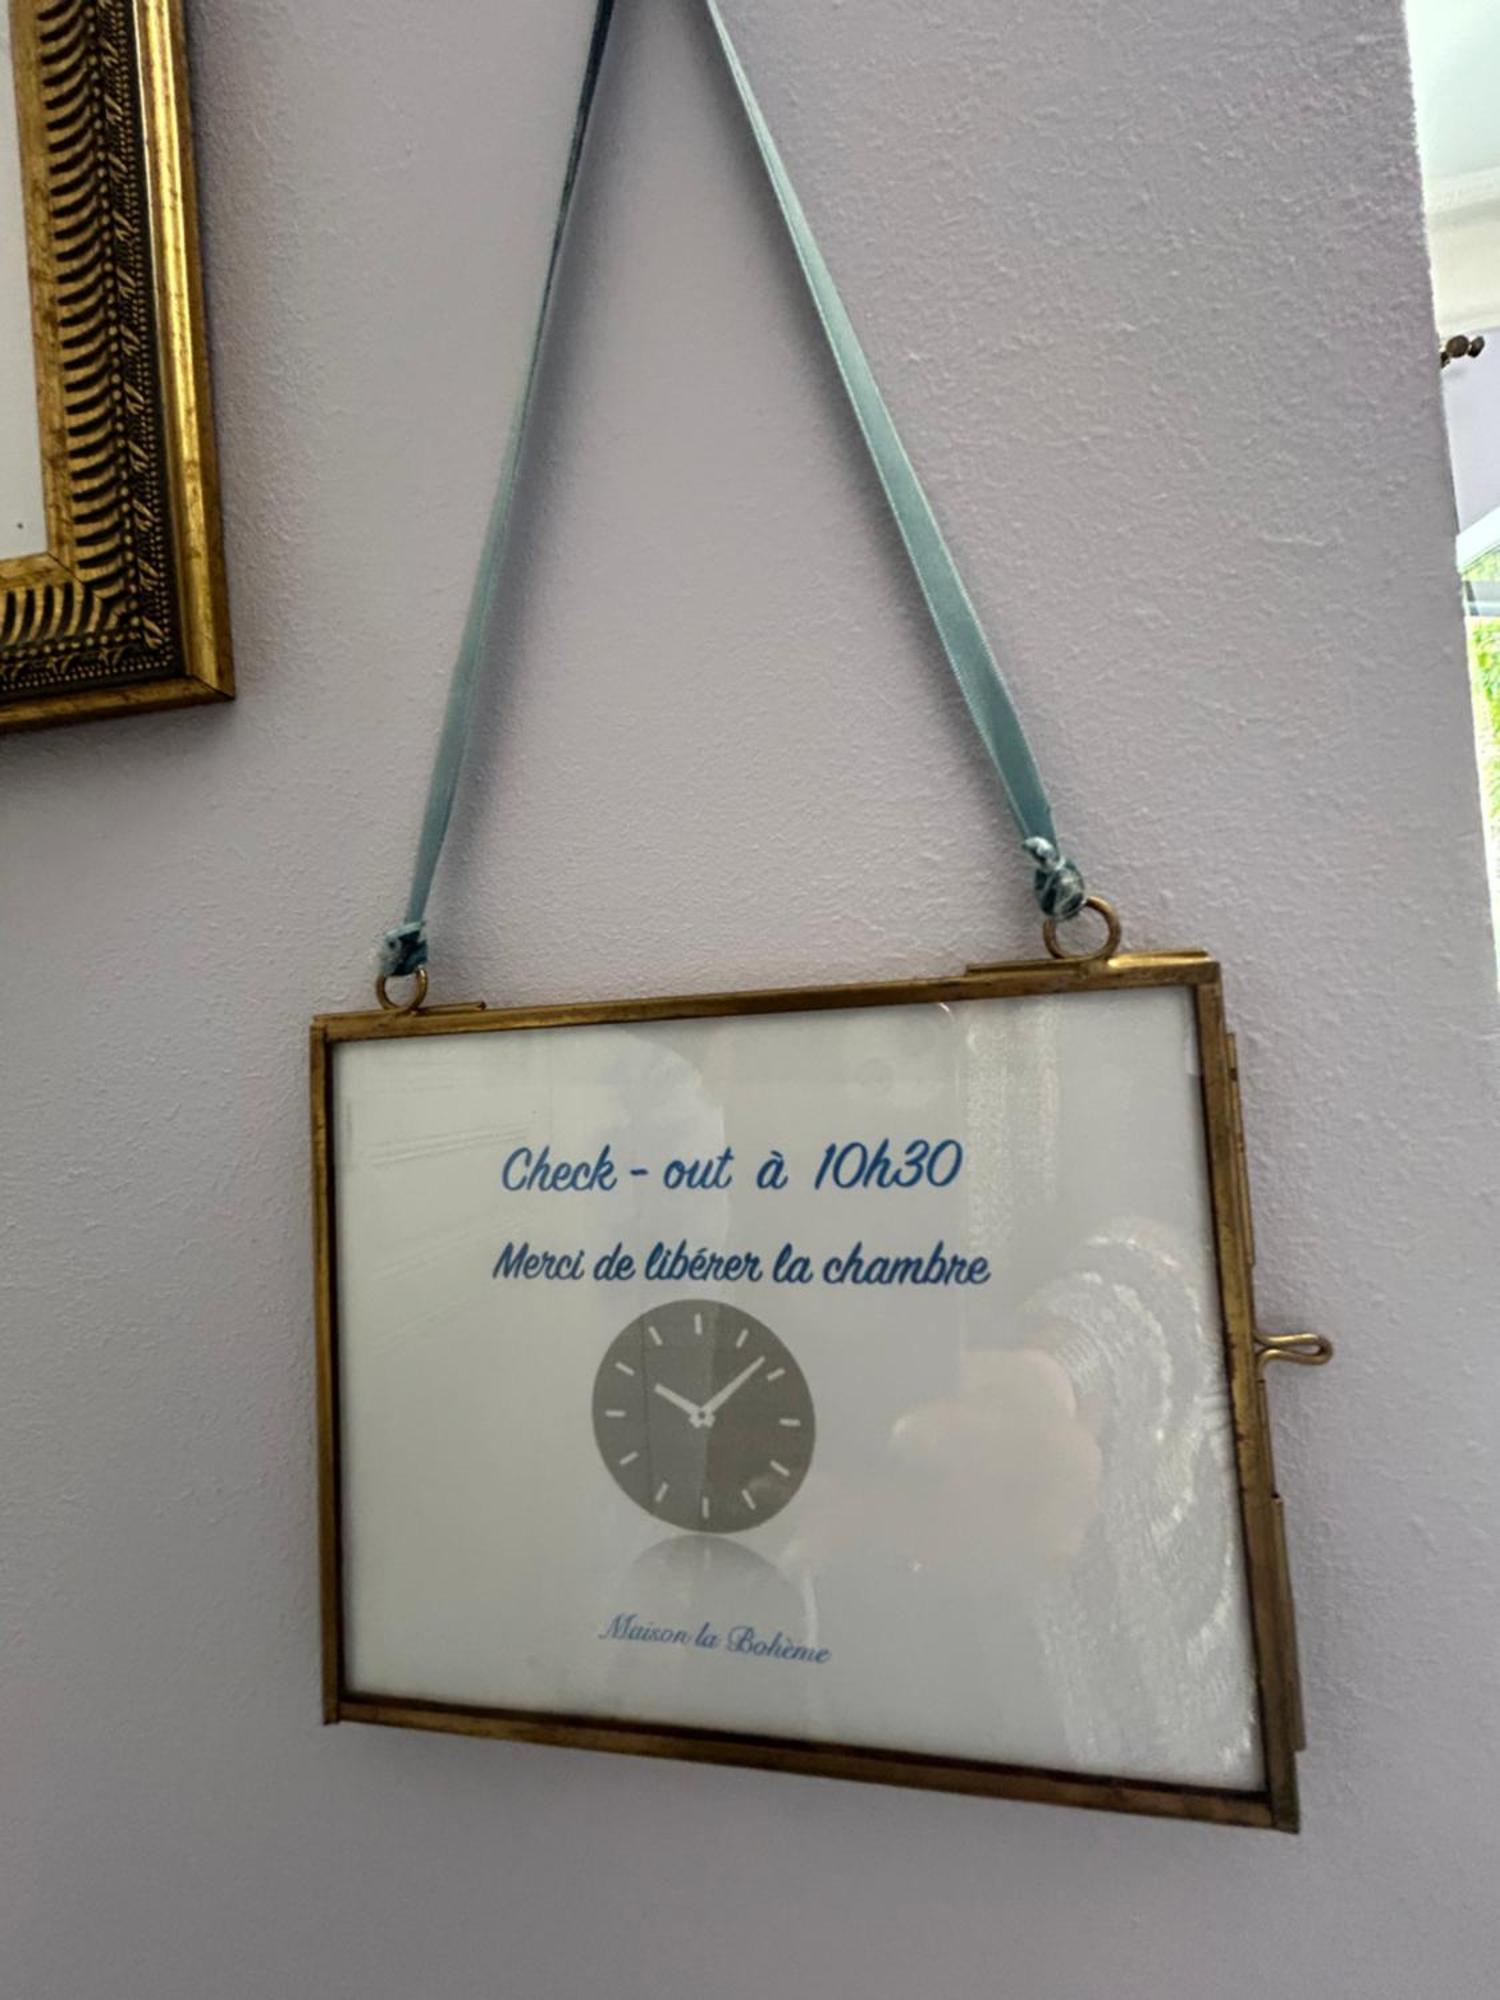 Check - out à 10h30
Merci de libérer la chambre
Maison la Bohème